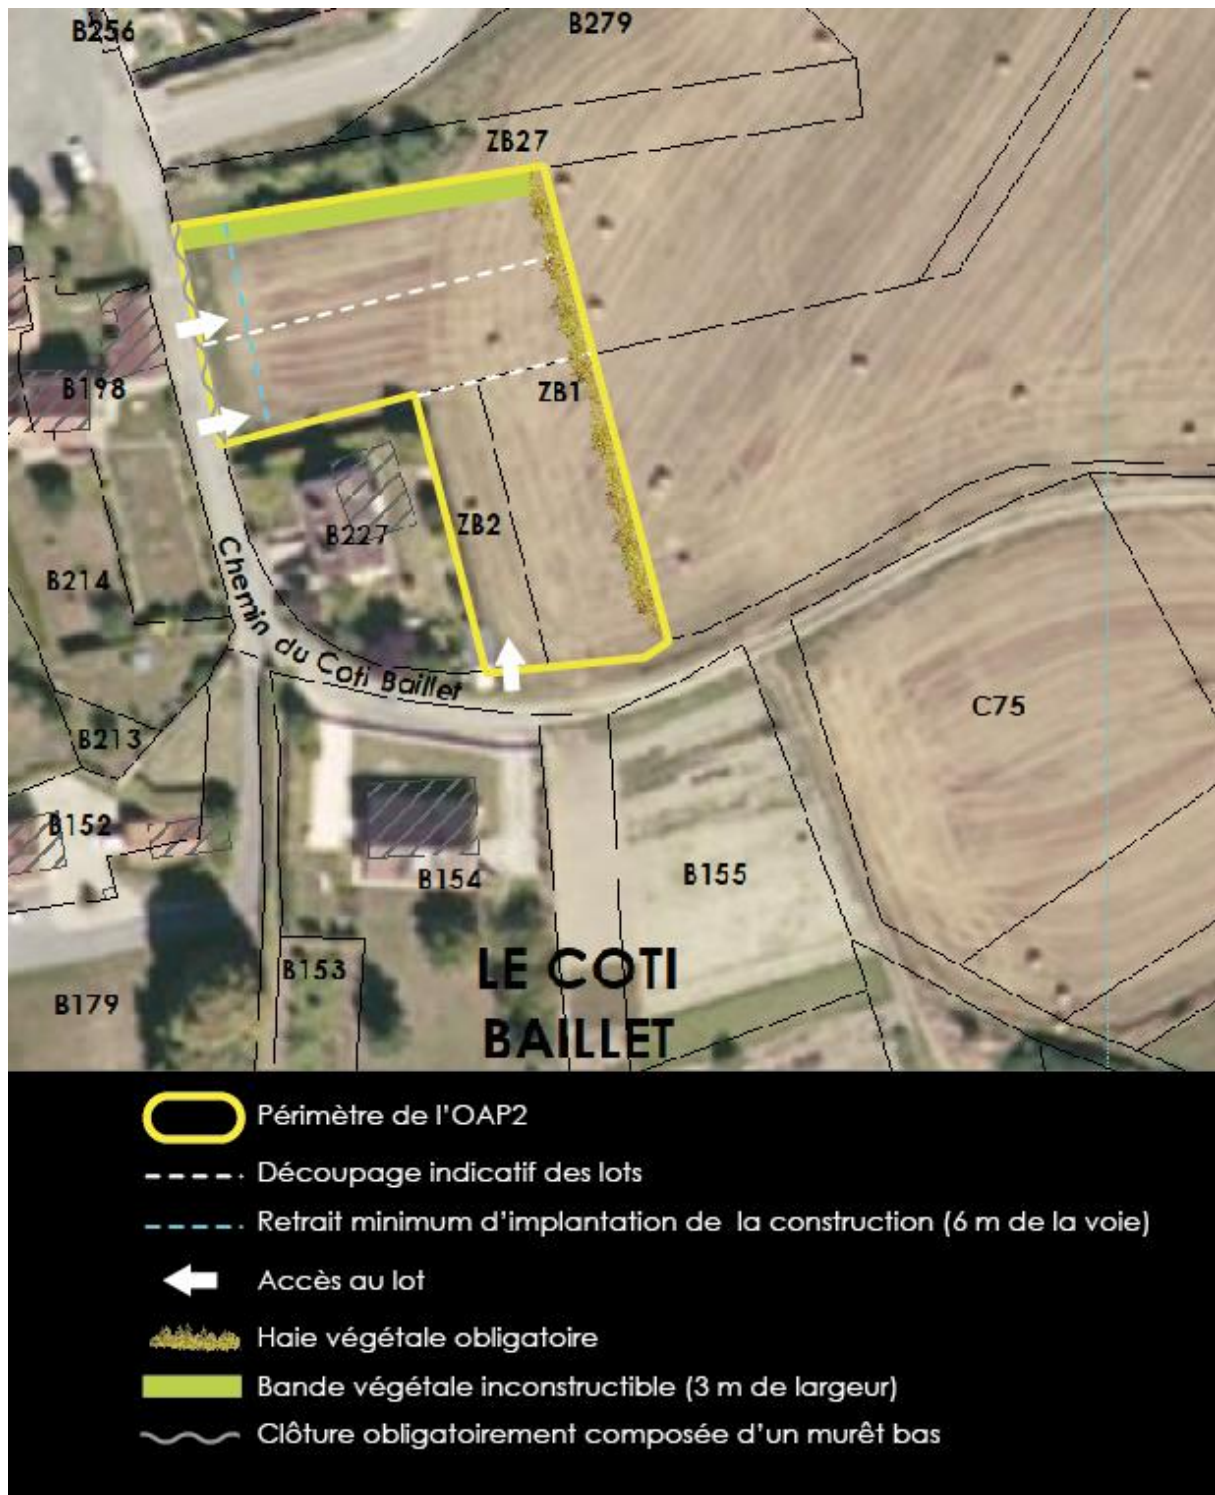 B256
B279
ZB27
B198
ZB1
B227
ZB2
B214
Chemin du Coti Baillet
B213
C75
B152
B154
B155
B153
B179
LE COTI
BAILLET
Périmètre de l'OAP2
Découpage indicatif des lots
Retrait minimum d'implantation de la construction (6 m de la voie)
Accès au lot
Haie végétale obligatoire
Bande végétale inconstructible (3 m de largeur)
Clôture obligatoirement composée d'un murêt bas